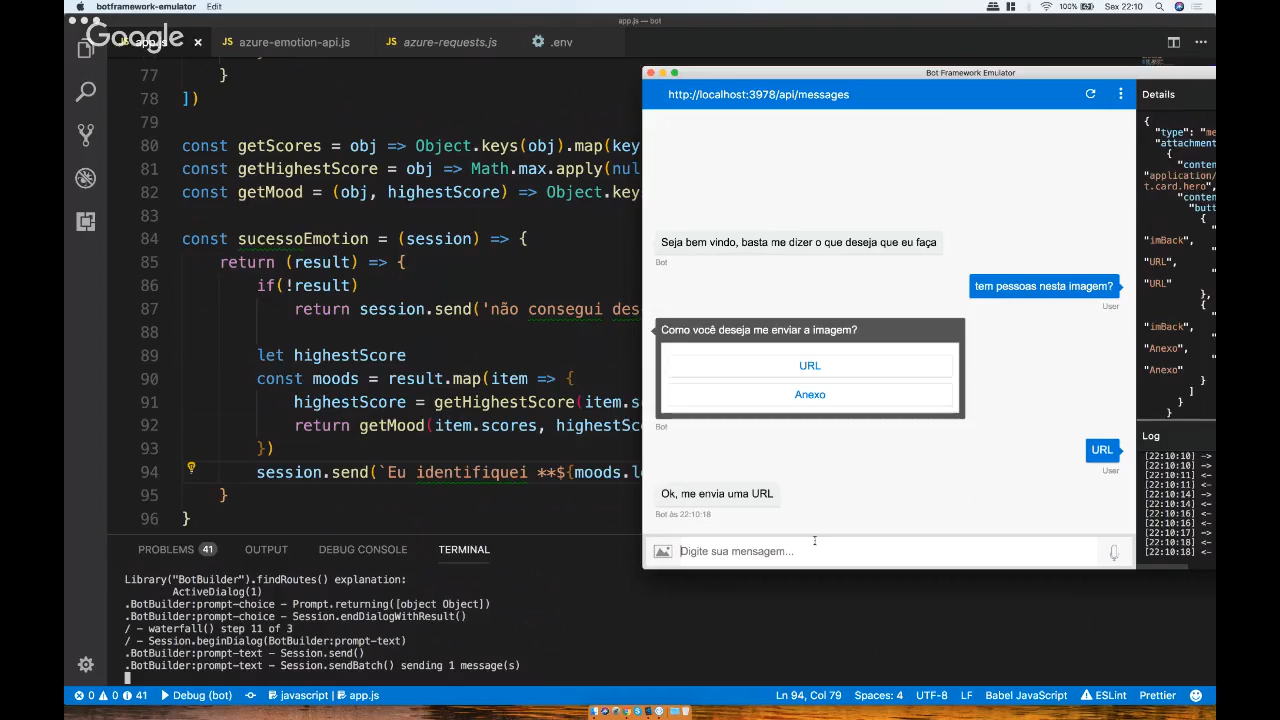 botframework-emulator Edit
100% Sex 22:10
app.js — bot
Google
app.js azure-emotion-api.js azure-requests.js .env
77 }
78 ])
79
80 const getScores = obj => Object.keys(obj).map(key
81 const getHighestScore = obj => Math.max.apply(nul
82 const getMood = (obj, highestScore) => Object.key
83
84 const sucessoEmotion = (session) => {
85 return (result) => {
86 if(!result)
87 return session.send('não consegui des
88
89 let highestScore
90 const moods = result.map(item => {
91 highestScore = getHighestScore(item.s
92 return getMood(item.scores, highestSc
93 })
94 session.send(`Eu identifiquei **${moods.le
95 }
96 }
PROBLEMS 41 OUTPUT DEBUG CONSOLE TERMINAL
Library("BotBuilder").findRoutes() explanation:
ActiveDialog(1)
.BotBuilder:prompt-choice - Prompt.returning([object Object])
.BotBuilder:prompt-choice - Session.endDialogWithResult()
/ - waterfall() step 11 of 3
/ - Session.beginDialog(BotBuilder:prompt-text)
.BotBuilder:prompt-text - Session.send()
.BotBuilder:prompt-text - Session.sendBatch() sending 1 message(s)
Bot Framework Emulator
http://localhost:3978/api/messages
Seja bem vindo, basta me dizer o que deseja que eu faça
Bot
tem pessoas nesta imagem?
User
Como você deseja me enviar a imagem?
URL
Anexo
Bot
URL
User
Ok, me envia uma URL
Bot às 22:10:18
Digite sua mensagem...
Details
{
"type": "me
"attachment
{
"conten
"application/
t.card.hero",
"conten
"butt
{
"imBack",
"URL",
"URL"
},
{
"imBack",
"Anexo",
"Anexo"
}
]
}
Log
[22:10:10] ->
[22:10:10] ->
[22:10:11] <-
[22:10:11] <-
[22:10:14] ->
[22:10:16] <-
[22:10:16] <-
[22:10:17] ->
[22:10:18] <-
[22:10:18] <-
0 0 41 Debug (bot) javascript | app.js Ln 94, Col 79 Spaces: 4 UTF-8 LF Babel JavaScript ESLint Prettier